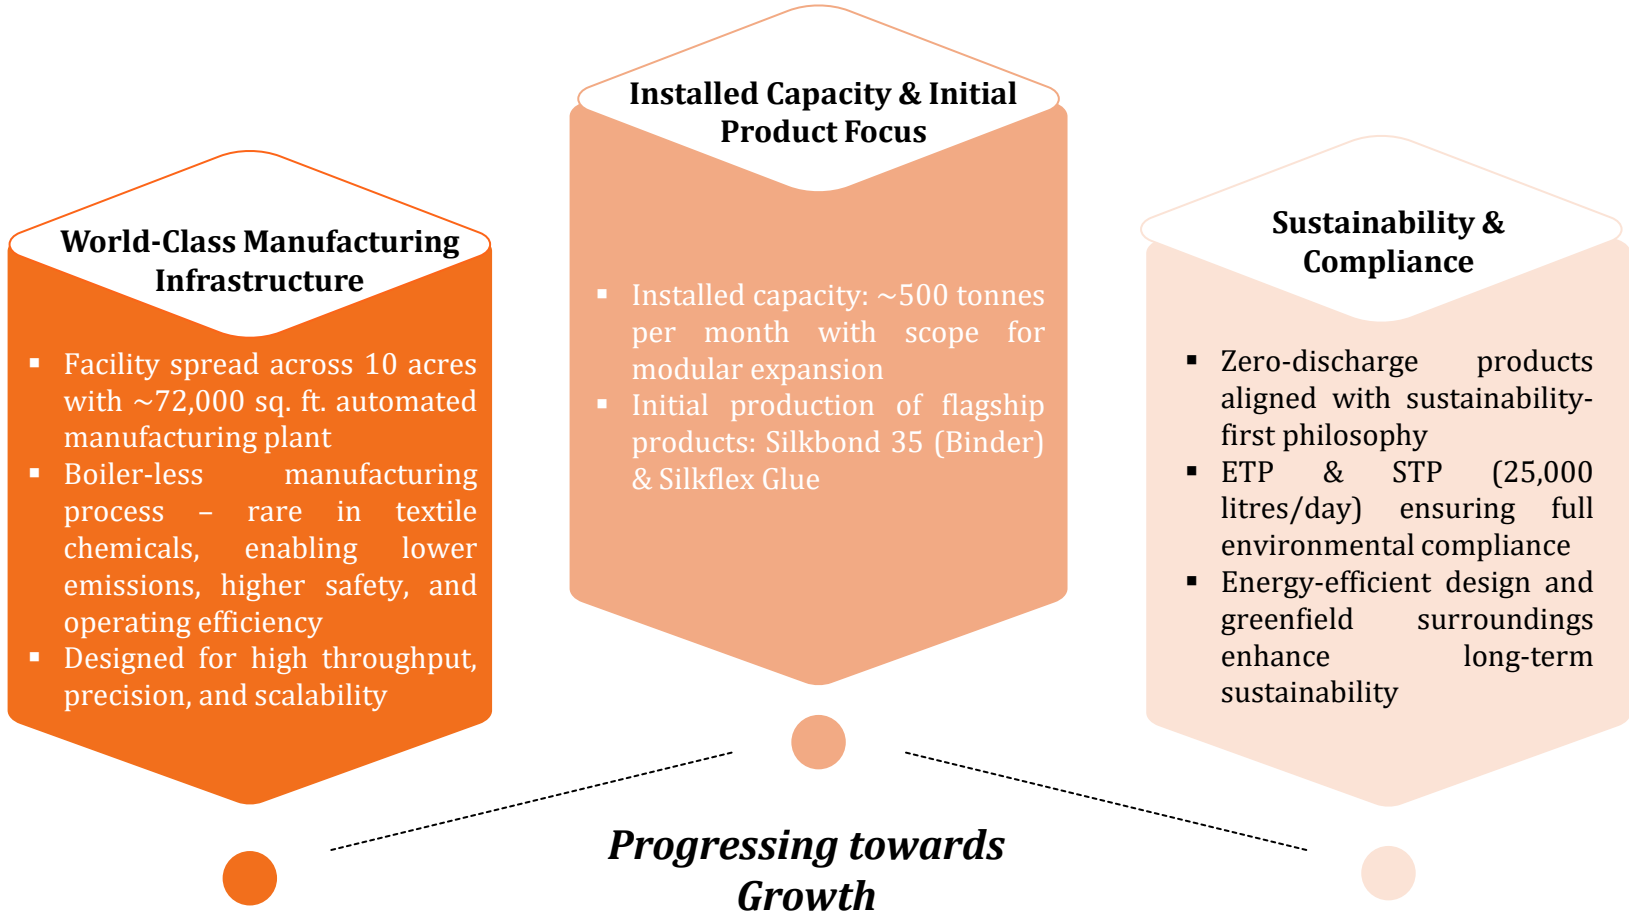 World-Class Manufacturing
Infrastructure
▪ Facility spread across 10 acres
with ~72,000 sq. ft. automated
manufacturing plant
▪ Boiler-less manufacturing
process – rare in textile
chemicals, enabling lower
emissions, higher safety, and
operating efficiency
▪ Designed for high throughput,
precision, and scalability
Installed Capacity & Initial
Product Focus
▪ Installed capacity: ~500 tonnes
per month with scope for
modular expansion
▪ Initial production of flagship
products: Silkbond 35 (Binder)
& Silkflex Glue
Sustainability &
Compliance
▪ Zero-discharge products
aligned with sustainability-
first philosophy
▪ ETP & STP (25,000
litres/day) ensuring full
environmental compliance
▪ Energy-efficient design and
greenfield surroundings
enhance long-term
sustainability
Progressing towards
Growth